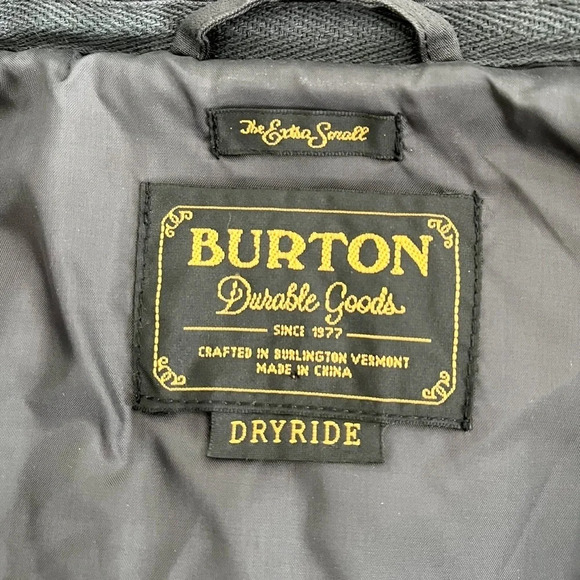 The Extra Small
BURTON
Durable Goods
SINCE 1977
CRAFTED IN BURLINGTON VERMONT
MADE IN CHINA
DRYRIDE